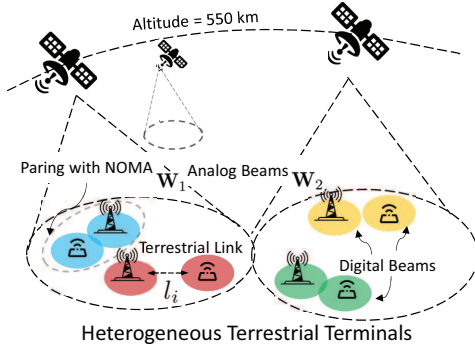 Altitude = 550 km
Paring with NOMA
W₁
Analog Beams
W₂
Terrestrial Link
lᵢ
Digital Beams
Heterogeneous Terrestrial Terminals